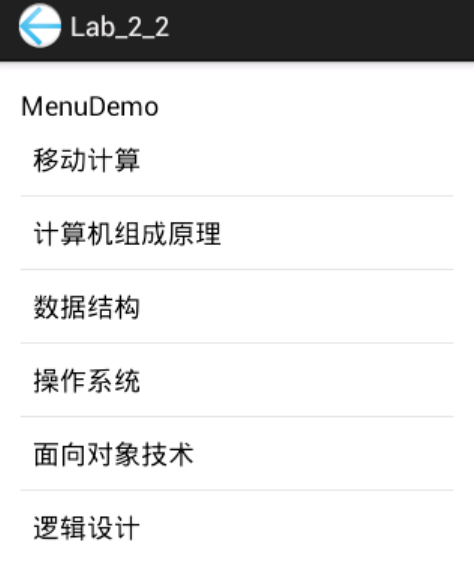 Lab_2_2
MenuDemo
移动计算
计算机组成原理
数据结构
操作系统
面向对象技术
逻辑设计